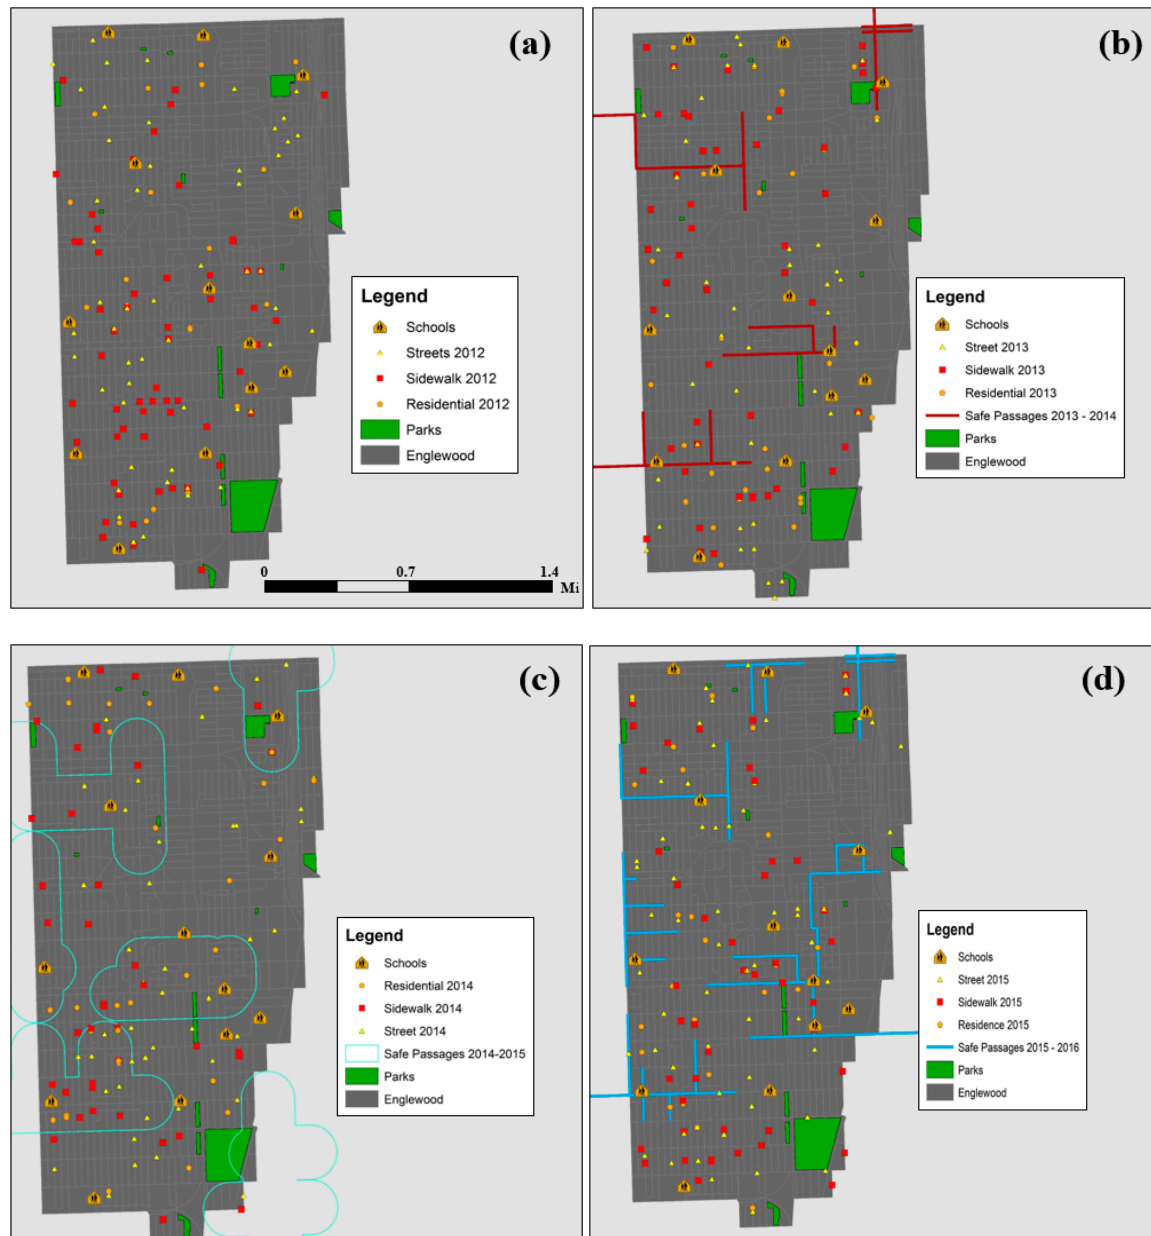 (a)
Legend
Schools
Streets 2012
Sidewalk 2012
Residential 2012
Parks
Englewood
0 0.7 1.4
Mi
(b)
Legend
Schools
Street 2013
Sidewalk 2013
Residential 2013
Safe Passages 2013 - 2014
Parks
Englewood
(c)
Legend
Schools
Residential 2014
Sidewalk 2014
Street 2014
Safe Passages 2014-2015
Parks
Englewood
(d)
Legend
Schools
Street 2015
Sidewalk 2015
Residence 2015
Safe Passages 2015 - 2016
Parks
Englewood